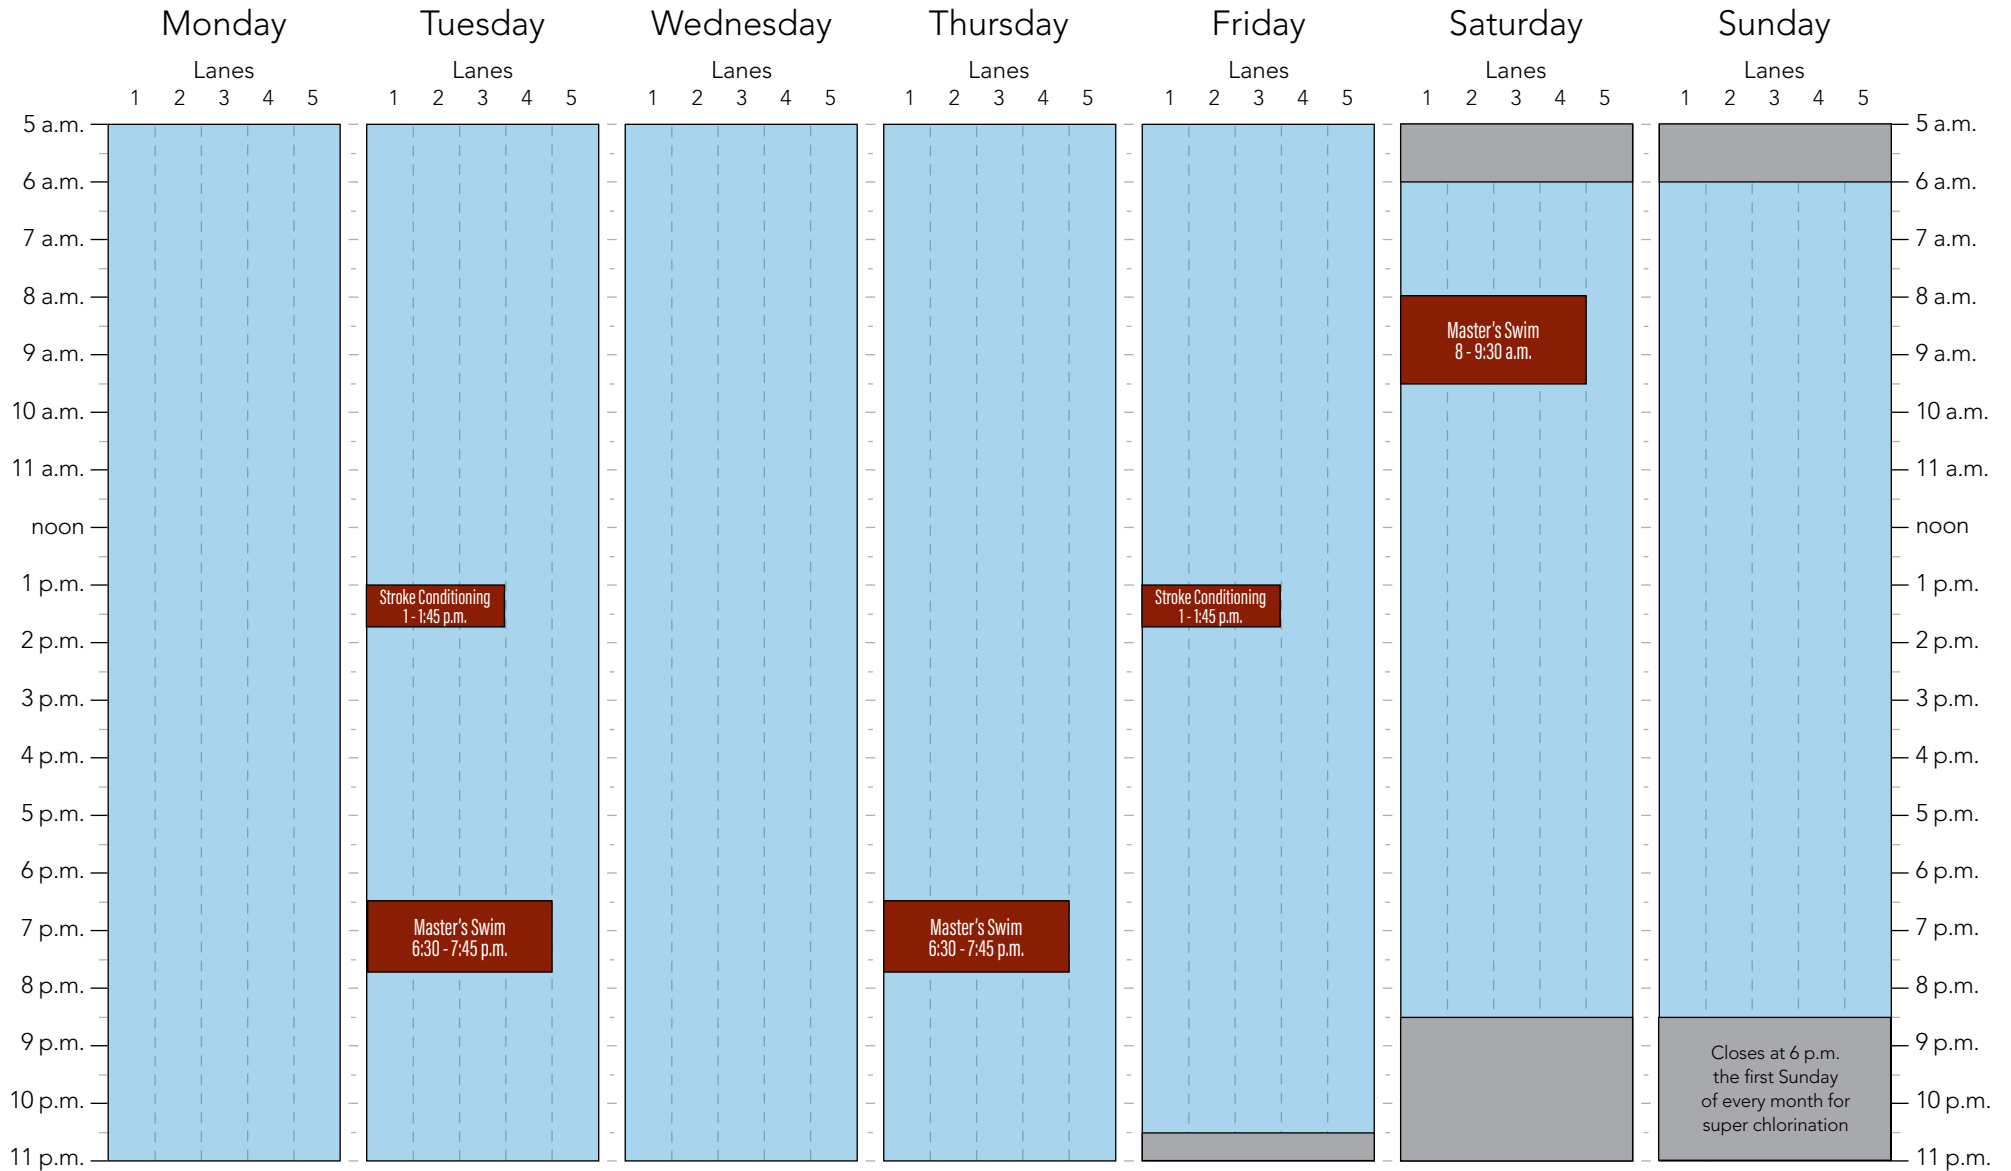 Monday Tuesday Wednesday Thursday Friday Saturday Sunday
Lanes Lanes Lanes Lanes Lanes Lanes Lanes
1 2 3 4 5 1 2 3 4 5 1 2 3 4 5 1 2 3 4 5 1 2 3 4 5 1 2 3 4 5 1 2 3 4 5
5 a.m. 5 a.m.
6 a.m. 6 a.m.
7 a.m. 7 a.m.
8 a.m. 8 a.m.
Master's Swim
8 - 9:30 a.m.
9 a.m. 9 a.m.
10 a.m. 10 a.m.
11 a.m. 11 a.m.
noon noon
1 p.m. 1 p.m.
Stroke Conditioning Stroke Conditioning
1 - 1:45 p.m. 1 - 1:45 p.m.
2 p.m. 2 p.m.
3 p.m. 3 p.m.
4 p.m. 4 p.m.
5 p.m. 5 p.m.
6 p.m. 6 p.m.
Master's Swim Master's Swim
7 p.m. 7 p.m.
6:30 - 7:45 p.m. 6:30 - 7:45 p.m.
8 p.m. 8 p.m.
9 p.m. 9 p.m.
Closes at 6 p.m.
the first Sunday
of every month for
10 p.m. 10 p.m.
super chlorination
11 p.m. 11 p.m.